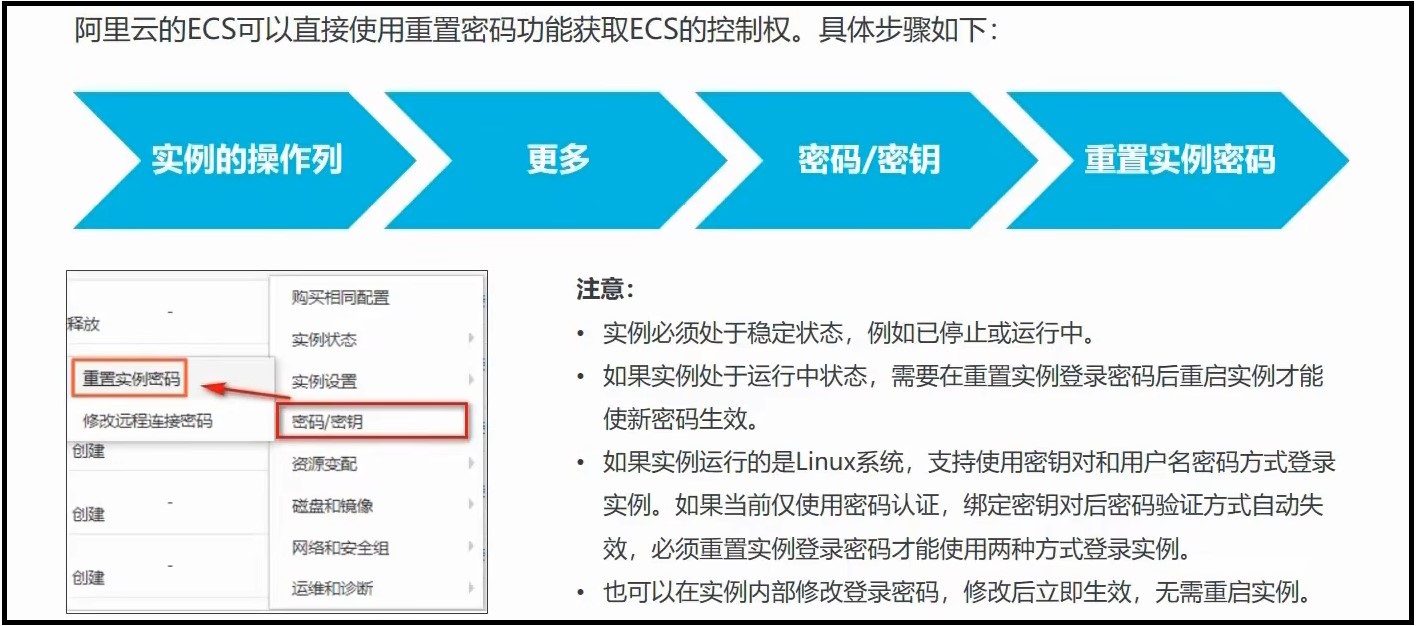 阿里云的ECS可以直接使用重置密码功能获取ECS的控制权。具体步骤如下：
实例的操作列
更多
密码/密钥
重置实例密码
购买相同配置
释放
-
实例状态
重置实例密码
实例设置
修改远程连接密码
密码/密钥
创建
资源变配
-
磁盘和镜像
创建
网络和安全组
-
创建
运维和诊断
注意：
• 实例必须处于稳定状态，例如已停止或运行中。
• 如果实例处于运行中状态，需要在重置实例登录密码后重启实例才能
使新密码生效。
• 如果实例运行的是Linux系统，支持使用密钥对和用户名密码方式登录
实例。如果当前仅使用密码认证，绑定密钥对后密码验证方式自动失
效，必须重置实例登录密码才能使用两种方式登录实例。
• 也可以在实例内部修改登录密码，修改后立即生效，无需重启实例。